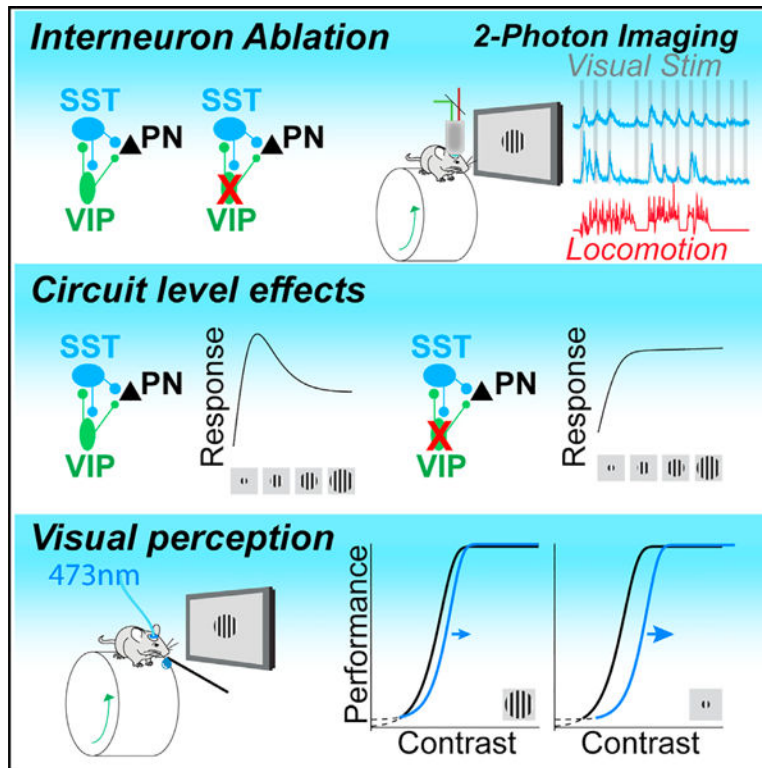 Interneuron Ablation
2-Photon Imaging
Visual Stim
SST
PN
VIP
SST
PN
X
VIP
Locomotion
Circuit level effects
SST
PN
VIP
Response
SST
PN
X
VIP
Response
Visual perception
473nm
Performance
Contrast
Contrast